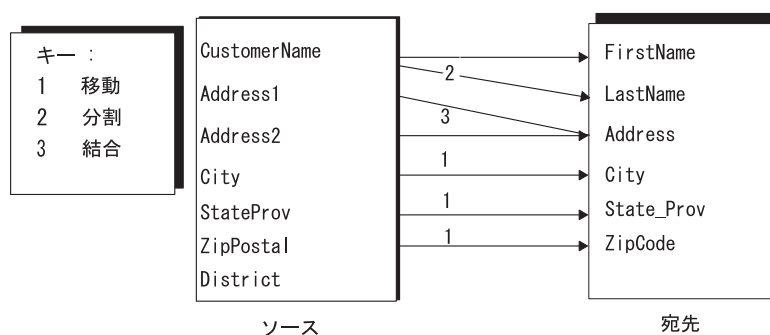 キー :
1 移動
2 分割
3 結合
CustomerName
Address1
Address2
City
StateProv
ZipPostal
District
ソース
2
3
1
1
1
FirstName
LastName
Address
City
State_Prov
ZipCode
宛先